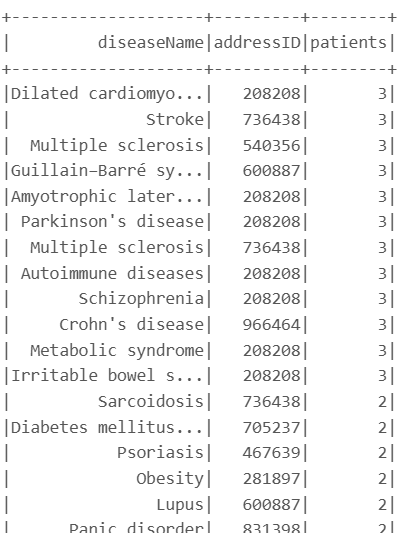 +--------------------+---------+--------+
|         diseaseName|addressID|patients|
+--------------------+---------+--------+
|Dilated cardiomyo...|   208208|       3|
|              Stroke|   736438|       3|
|  Multiple sclerosis|   540356|       3|
|Guillain–Barré sy...|   600887|       3|
|Amyotrophic later...|   208208|       3|
| Parkinson's disease|   208208|       3|
|  Multiple sclerosis|   736438|       3|
| Autoimmune diseases|   208208|       3|
|       Schizophrenia|   208208|       3|
|     Crohn's disease|   966464|       3|
|  Metabolic syndrome|   208208|       3|
|Irritable bowel s...|   208208|       3|
|         Sarcoidosis|   736438|       2|
|Diabetes mellitus...|   705237|       2|
|           Psoriasis|   467639|       2|
|             Obesity|   281897|       2|
|               Lupus|   600887|       2|
|      Panic disorder|   831398|       2|